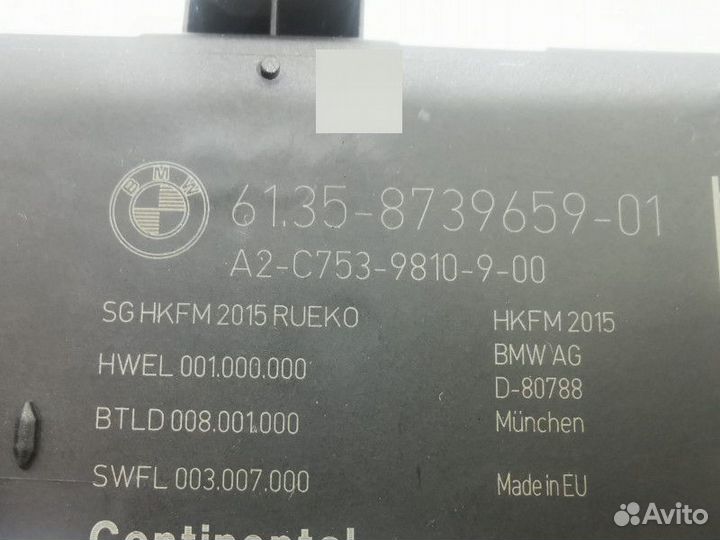 BMW
61.35-8739659-01
A2-C753-9810-9-00
SG HKFM 2015 RUEKO
HWEL 001.000.000
BTLD 008.001.000
SWFL 003.007.000
HKFM 2015
BMW AG
D-80788
München
Made in EU
Continental
Avito